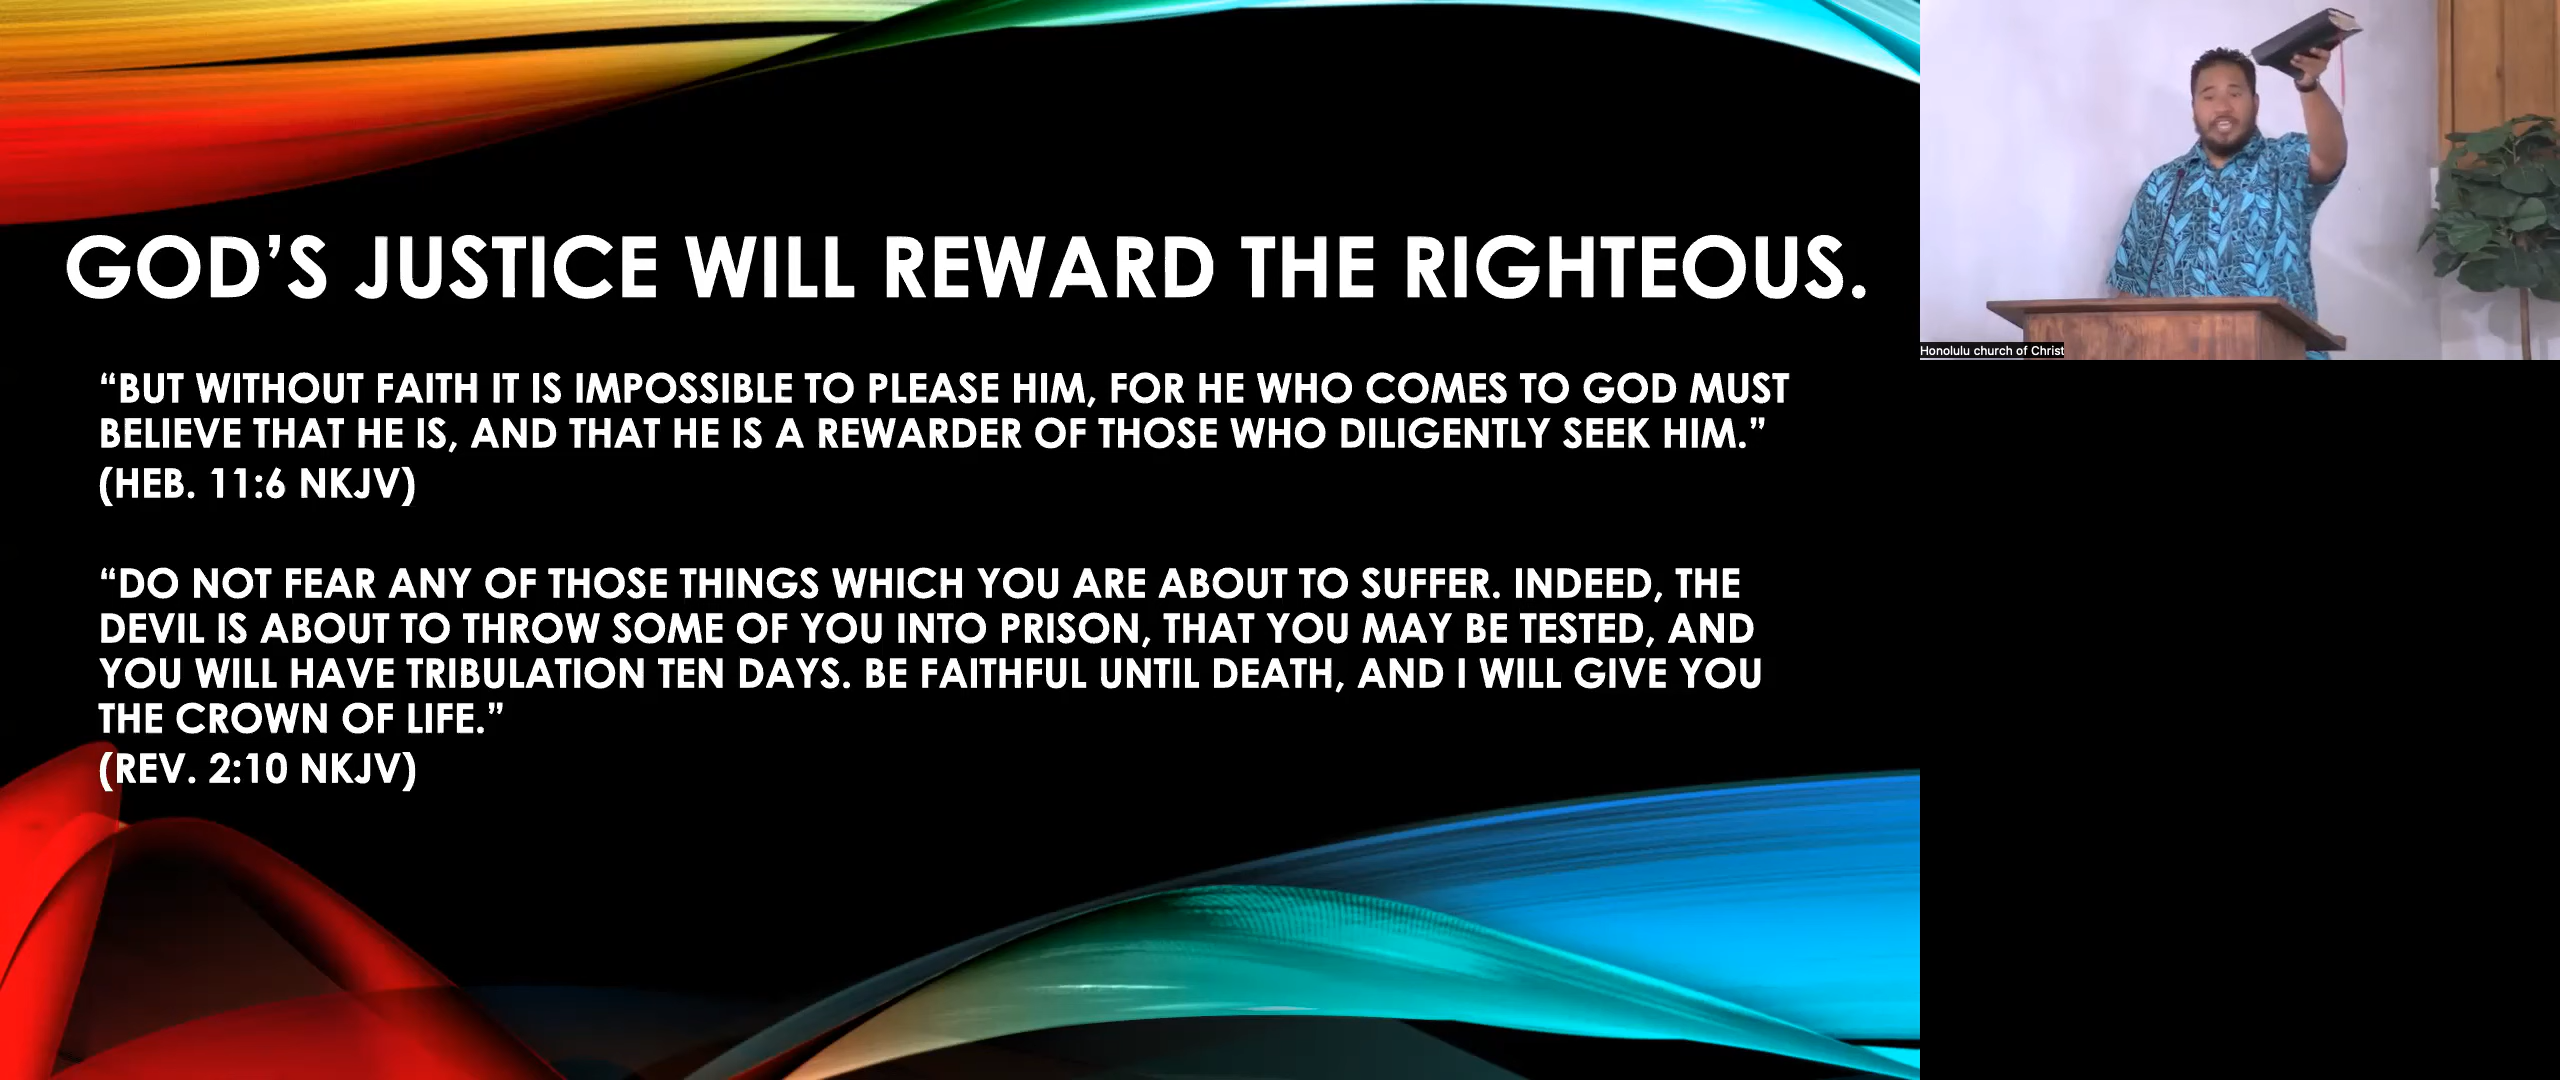 GOD’S JUSTICE WILL REWARD THE RIGHTEOUS.
“BUT WITHOUT FAITH IT IS IMPOSSIBLE TO PLEASE HIM, FOR HE WHO COMES TO GOD MUST
BELIEVE THAT HE IS, AND THAT HE IS A REWARDER OF THOSE WHO DILIGENTLY SEEK HIM.”
(HEB. 11:6 NKJV)
“DO NOT FEAR ANY OF THOSE THINGS WHICH YOU ARE ABOUT TO SUFFER. INDEED, THE
DEVIL IS ABOUT TO THROW SOME OF YOU INTO PRISON, THAT YOU MAY BE TESTED, AND
YOU WILL HAVE TRIBULATION TEN DAYS. BE FAITHFUL UNTIL DEATH, AND I WILL GIVE YOU
THE CROWN OF LIFE.”
(REV. 2:10 NKJV)
Honolulu church of Christ